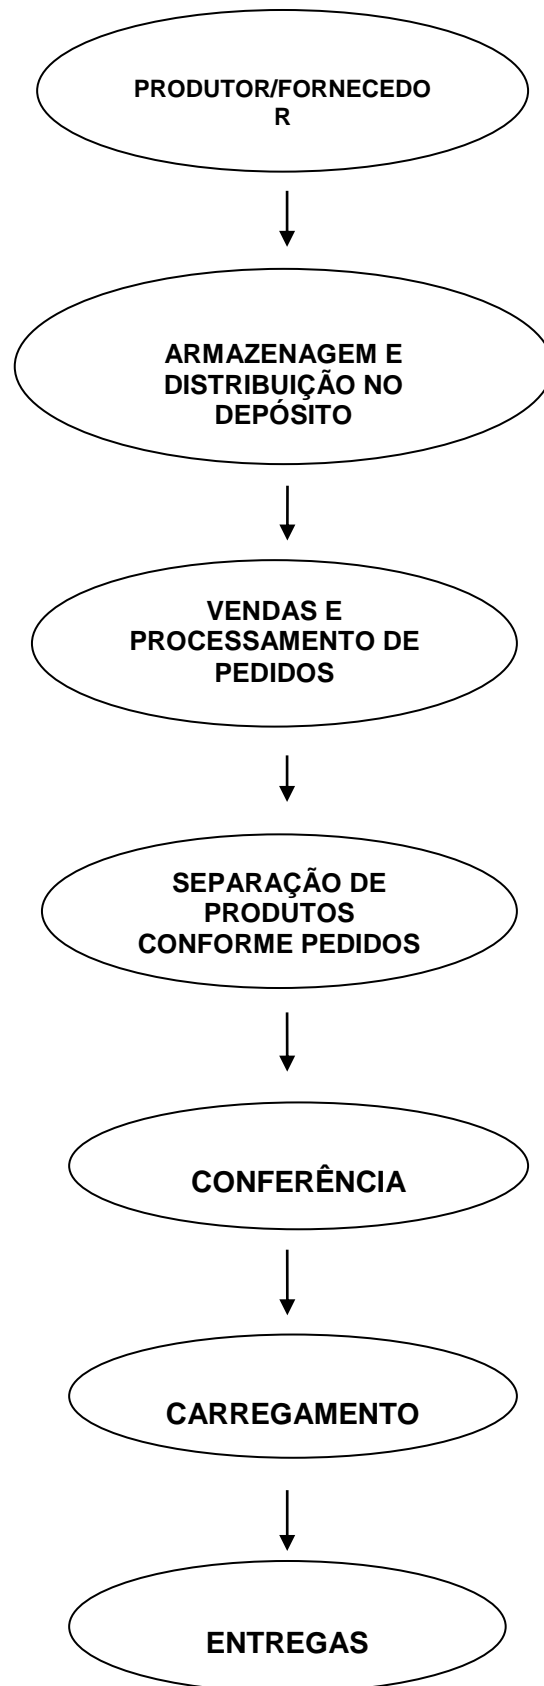 PRODUTOR/FORNECEDO
R
ARMAZENAGEM E
DISTRIBUIÇÃO NO
DEPÓSITO
VENDAS E
PROCESSAMENTO DE
PEDIDOS
SEPARAÇÃO DE
PRODUTOS
CONFORME PEDIDOS
CONFERÊNCIA
CARREGAMENTO
ENTREGAS